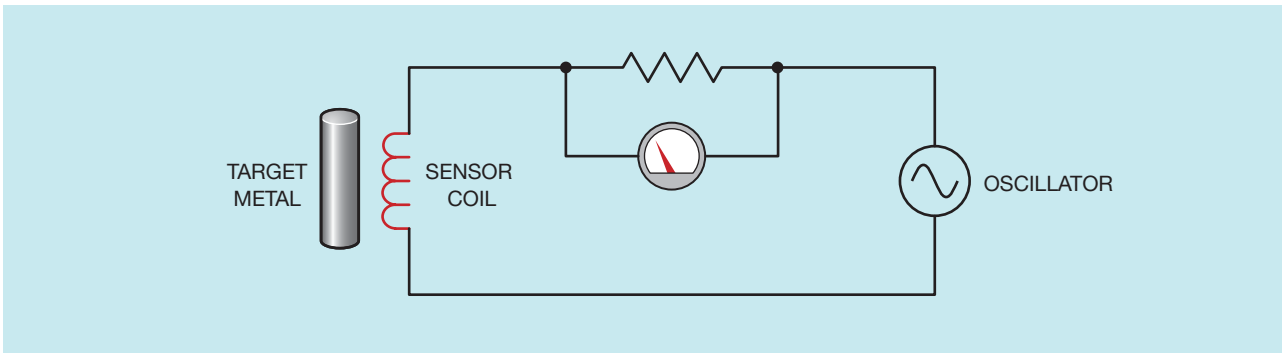 TARGET
METAL
SENSOR
COIL
OSCILLATOR